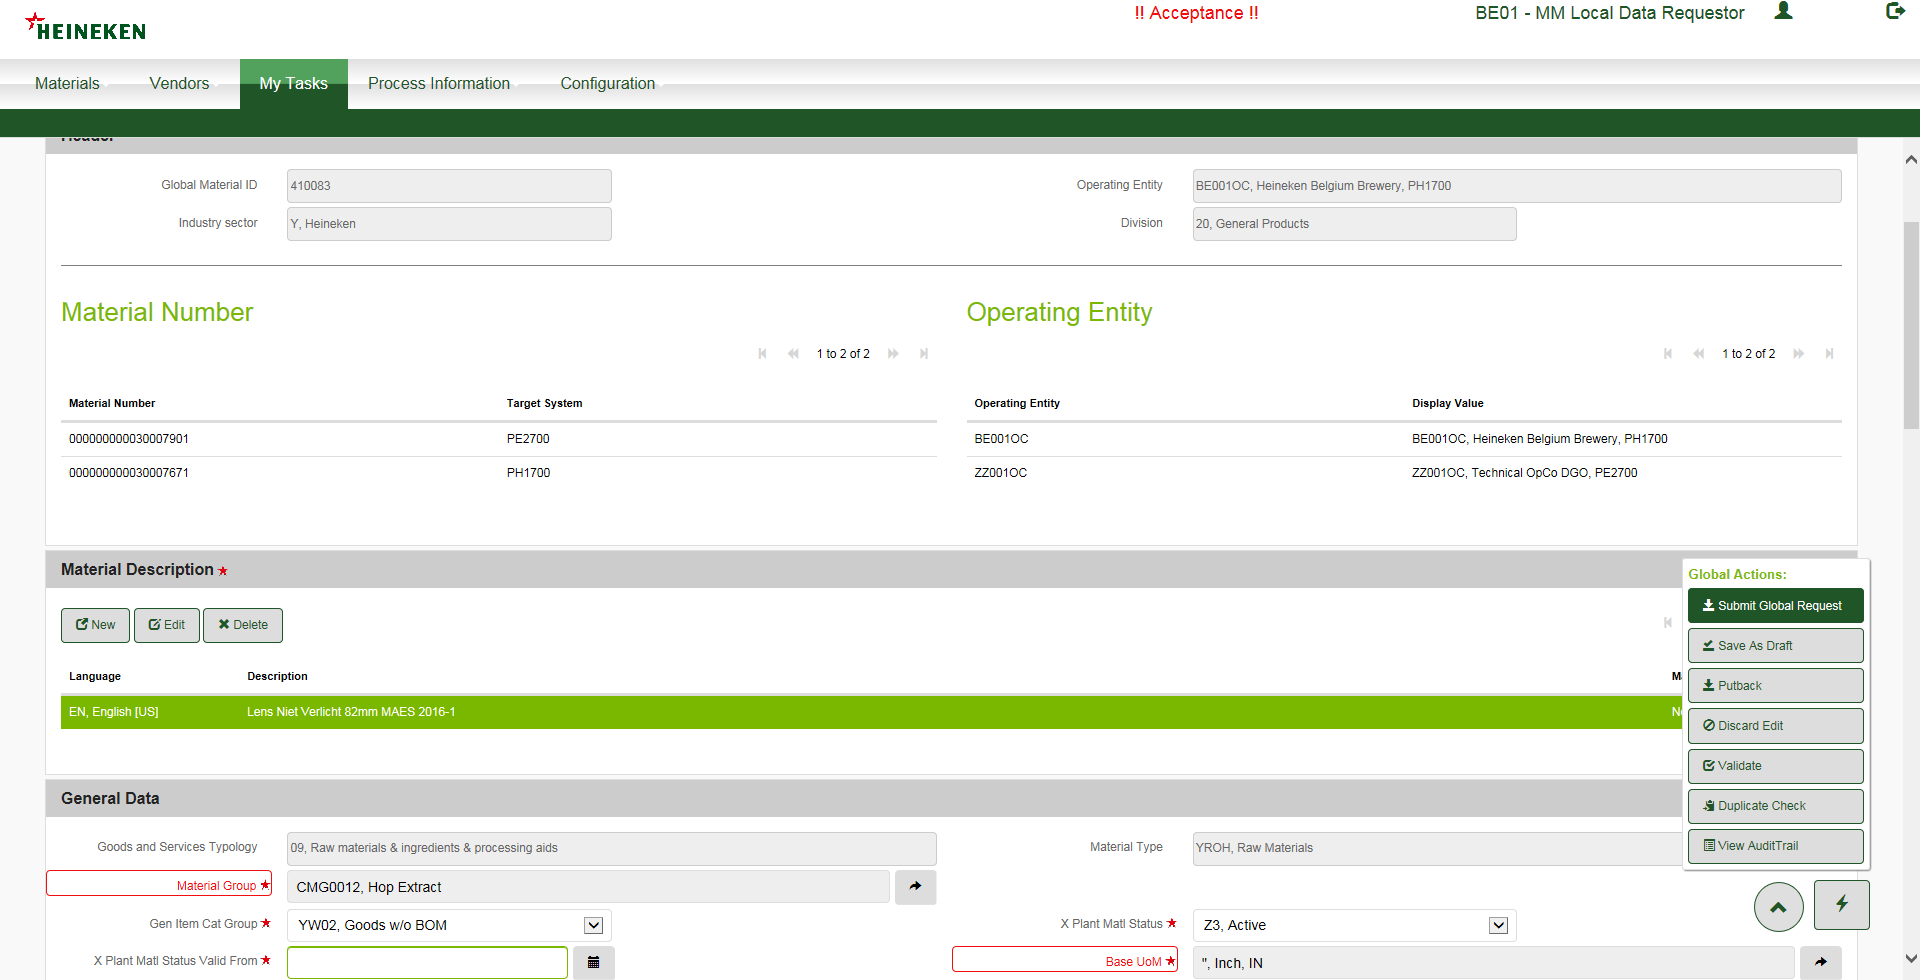 HEINEKEN
!! Acceptance !!
BE01 - MM Local Data Requestor
Materials Vendors My Tasks Process Information Configuration
Header
Global Material ID 410083 Operating Entity BE001OC, Heineken Belgium Brewery, PH1700
Industry sector Y, Heineken Division 20, General Products
Material Number Operating Entity
1 to 2 of 2 1 to 2 of 2
Material Number Target System Operating Entity Display Value
000000000030007901 PE2700 BE001OC BE001OC, Heineken Belgium Brewery, PH1700
000000000030007671 PH1700 ZZ001OC ZZ001OC, Technical OpCo DGO, PE2700
Material Description
New Edit Delete
Language Description
EN, English [US] Lens Niet Verlicht 82mm MAES 2016-1
General Data
Goods and Services Typology 09, Raw materials & ingredients & processing aids Material Type YROH, Raw Materials
Material Group CMG0012, Hop Extract
Gen Item Cat Group YW02, Goods w/o BOM X Plant Matl Status Z3, Active
X Plant Matl Status Valid From Base UoM ", Inch, IN
Global Actions:
Submit Global Request
Save As Draft
Putback
Discard Edit
Validate
Duplicate Check
View AuditTrail